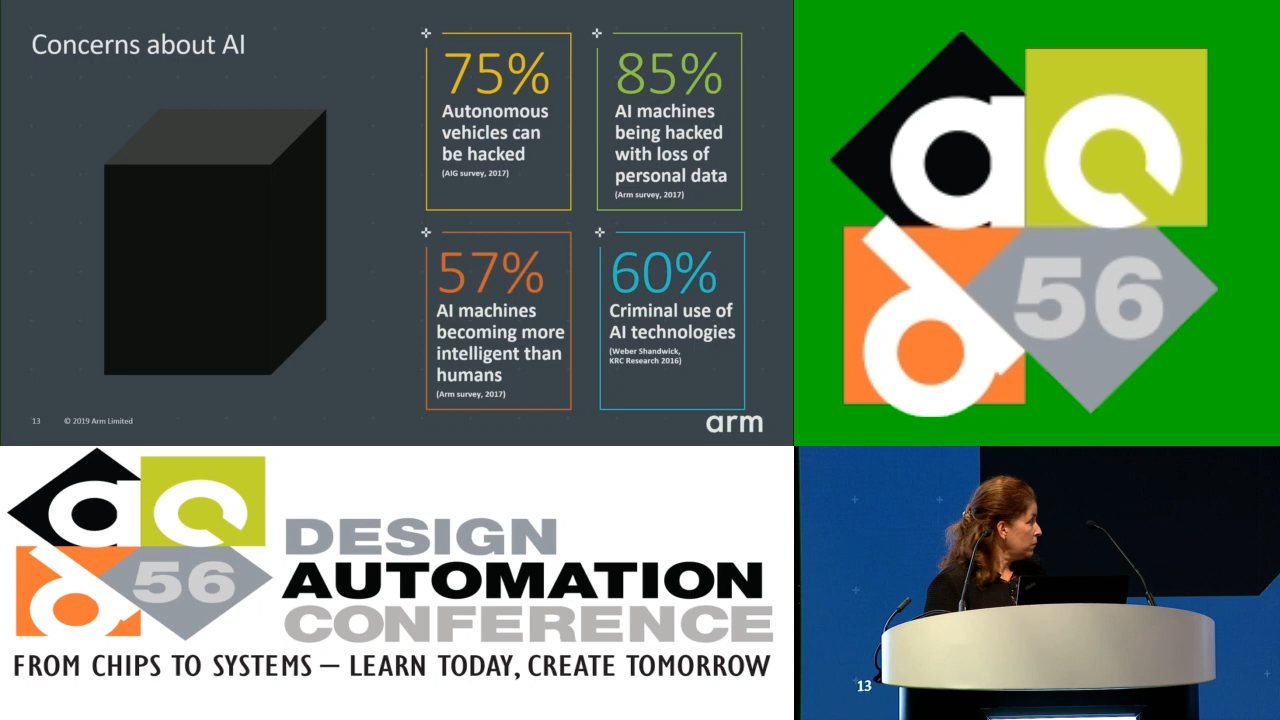 Concerns about AI
75%
Autonomous
vehicles can
be hacked
(AIG survey, 2017)
85%
AI machines
being hacked
with loss of
personal data
(Arm survey, 2017)
57%
AI machines
becoming more
intelligent than
humans
(Arm survey, 2017)
60%
Criminal use of
AI technologies
(Weber Shandwick,
KRC Research 2016)
13 © 2019 Arm Limited
arm
dac
56
dac
56
DESIGN
AUTOMATION
CONFERENCE
FROM CHIPS TO SYSTEMS — LEARN TODAY, CREATE TOMORROW
13